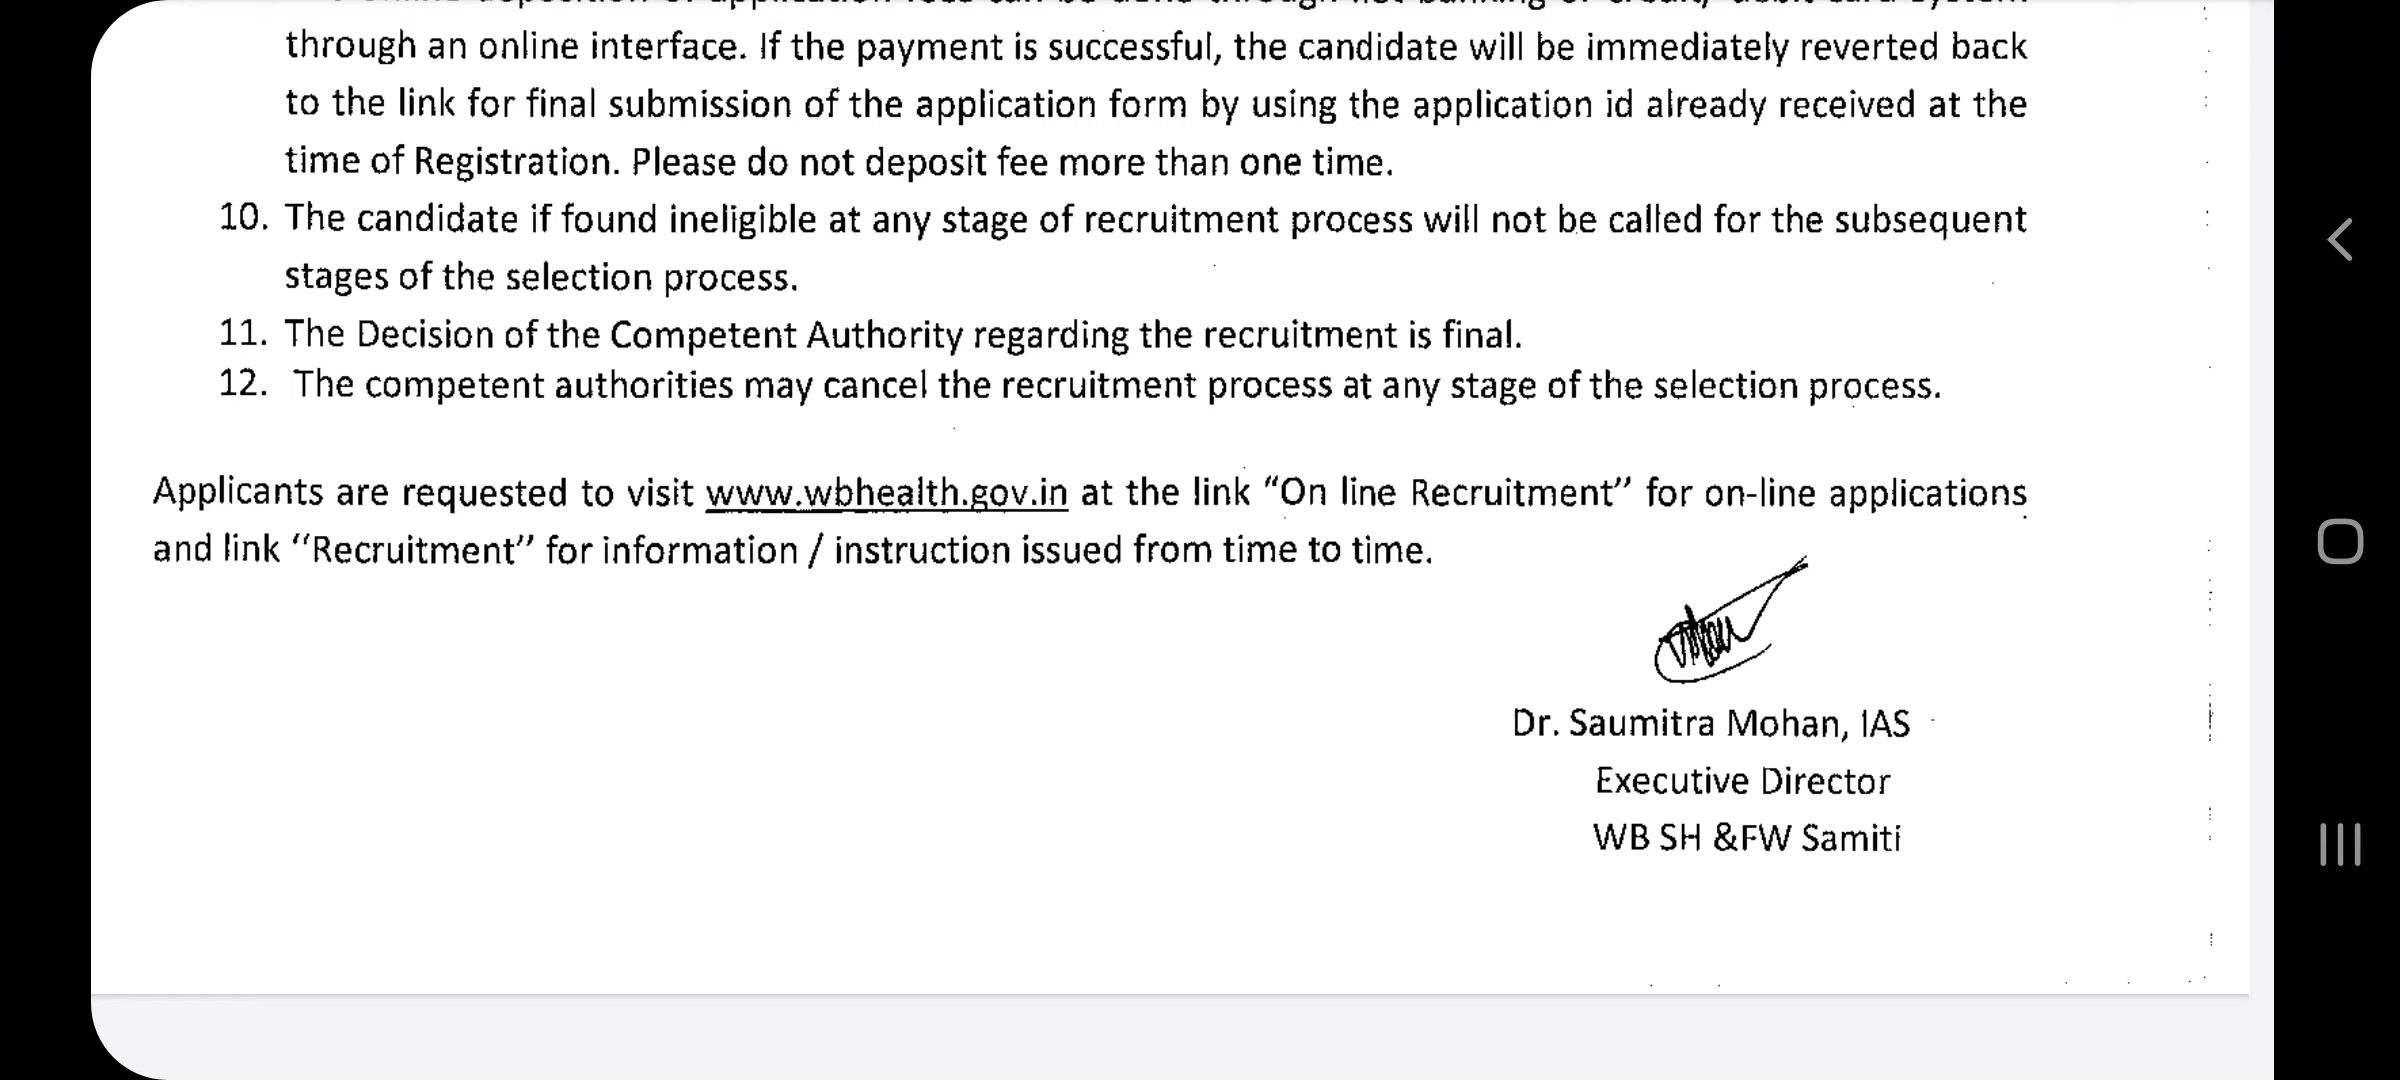 through an online interface. If the payment is successful, the candidate will be immediately reverted back
to the link for final submission of the application form by using the application id already received at the
time of Registration. Please do not deposit fee more than one time.
10. The candidate if found ineligible at any stage of recruitment process will not be called for the subsequent
stages of the selection process.
11. The Decision of the Competent Authority regarding the recruitment is final.
12. The competent authorities may cancel the recruitment process at any stage of the selection process.
Applicants are requested to visit www.wbhealth.gov.in at the link “On line Recruitment” for on-line applications
and link “Recruitment” for information / instruction issued from time to time.
Dr. Saumitra Mohan, IAS
Executive Director
WB SH &FW Samiti